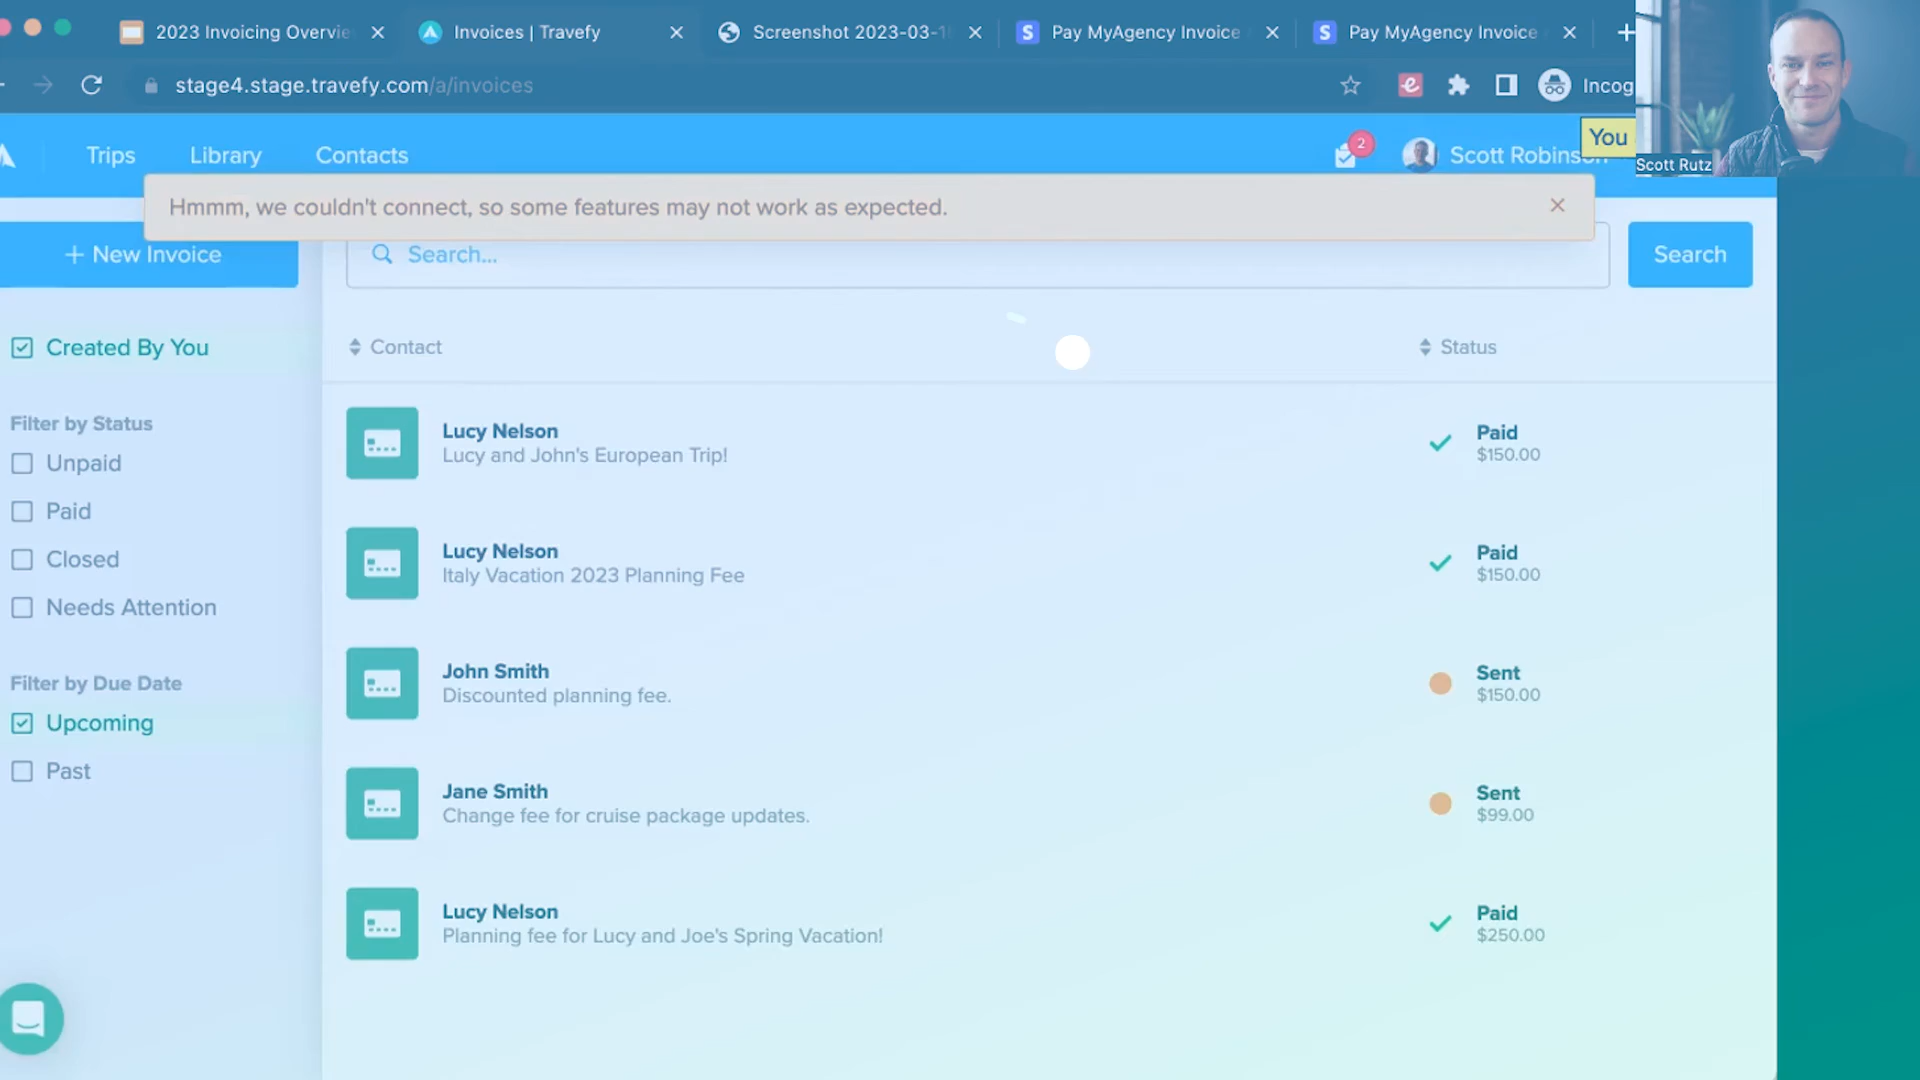 2023 Invoicing Overvie
Invoices | Travefy
Screenshot 2023-03-1
Pay MyAgency Invoice
Pay MyAgency Invoice
stage4.stage.travefy.com/a/invoices
Incog
Trips
Library
Contacts
2
Scott Robinson
You
Scott Rutz
Hmmm, we couldn't connect, so some features may not work as expected.
+ New Invoice
Search...
Search
Created By You
Contact
Status
Filter by Status
Unpaid
Paid
Closed
Needs Attention
Filter by Due Date
Upcoming
Past
Lucy Nelson
Lucy and John's European Trip!
Paid
$150.00
Lucy Nelson
Italy Vacation 2023 Planning Fee
Paid
$150.00
John Smith
Discounted planning fee.
Sent
$150.00
Jane Smith
Change fee for cruise package updates.
Sent
$99.00
Lucy Nelson
Planning fee for Lucy and Joe's Spring Vacation!
Paid
$250.00